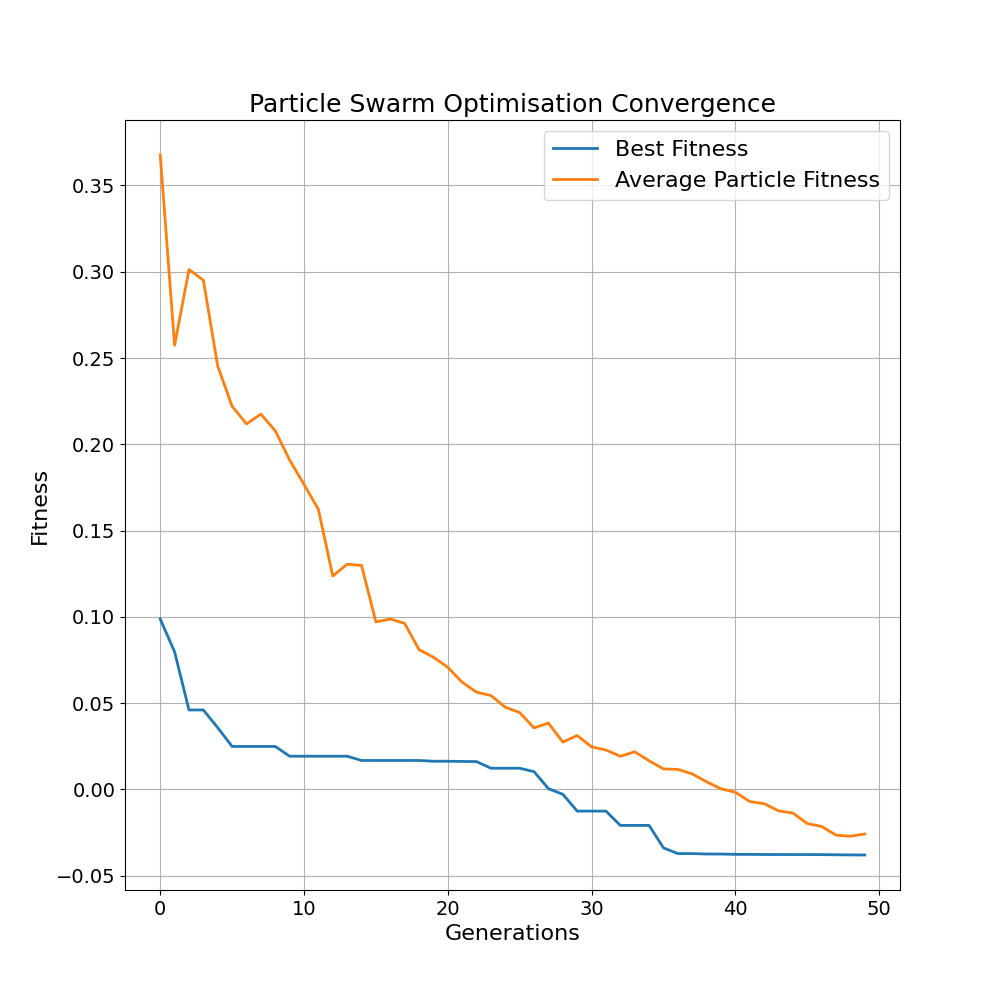 Particle Swarm Optimisation Convergence
Best Fitness
Average Particle Fitness
0.35
0.30
0.25
0.20
0.15
0.10
0.05
0.00
−0.05
Fitness
0 10 20 30 40 50
Generations